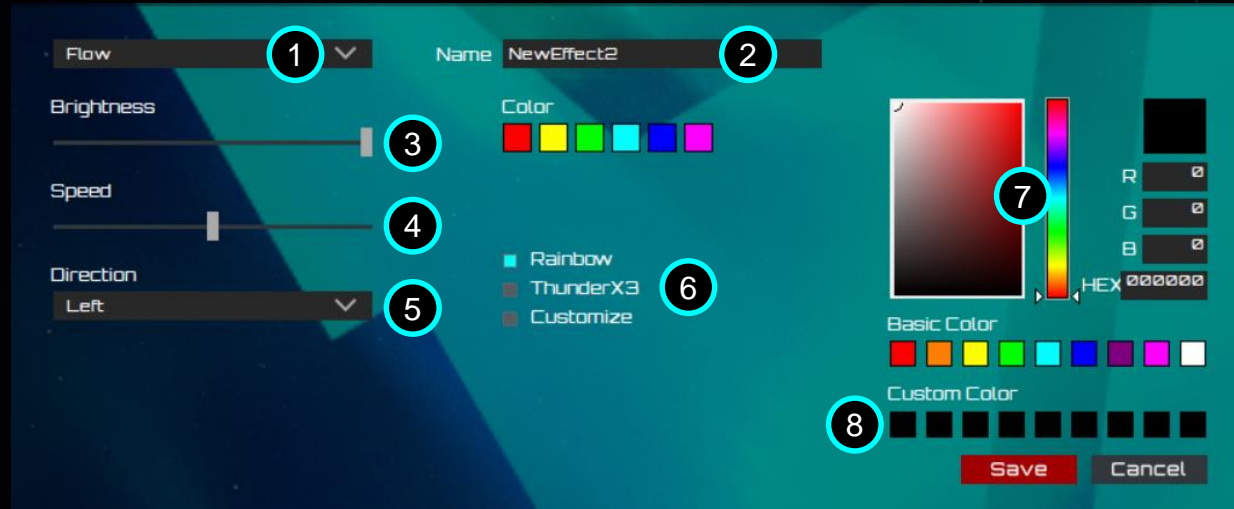 Flow
1
Name
NewEffect2
2
Brightness
3
Color
Speed
4
Direction
Left
5
Rainbow
ThunderX3
Customize
6
7
R 0
G 0
B 0
HEX 000000
Basic Color
Custom Color
8
Save
Cancel